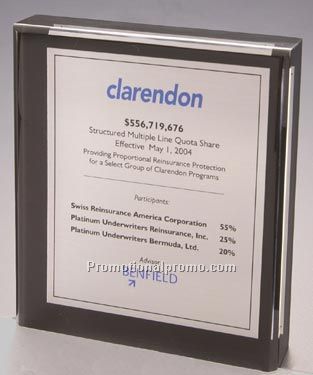 clarendon
$556,719,676
Structured Multiple Line Quota Share
Effective May 1, 2004
Providing Proportional Reinsurance Protection
for a Select Group of Clarendon Programs
Participants:
Swiss Reinsurance America Corporation 55%
Platinum Underwriters Reinsurance, Inc. 25%
Platinum Underwriters Bermuda, Ltd. 20%
Advisor
Promotionalpromo.com
BENFIELD